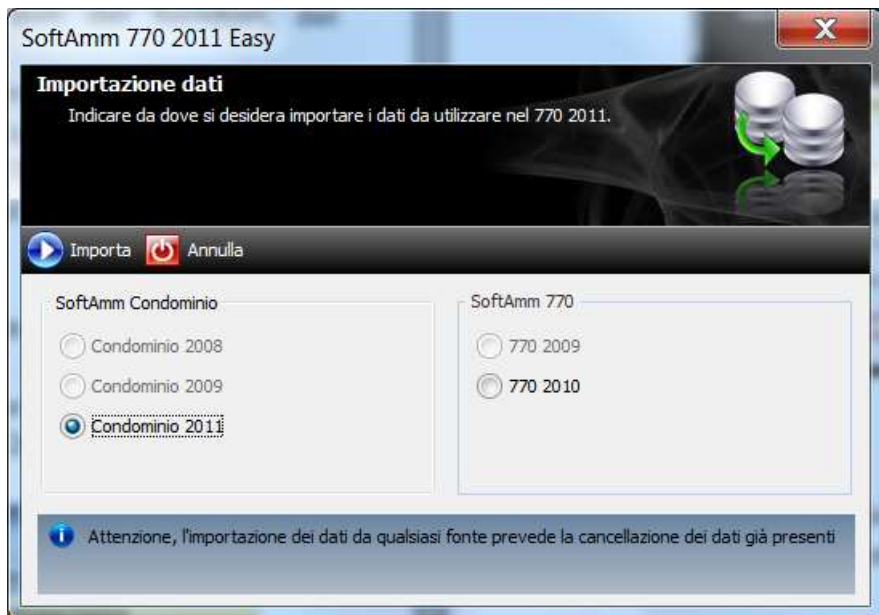 SoftAmm 770 2011 Easy
Importazione dati
Indicare da dove si desidera importare i dati da utilizzare nel 770 2011.
Importa Annulla
SoftAmm Condominio
Condominio 2008
Condominio 2009
Condominio 2011
SoftAmm 770
770 2009
770 2010
Attenzione, l'importazione dei dati da qualsiasi fonte prevede la cancellazione dei dati già presenti